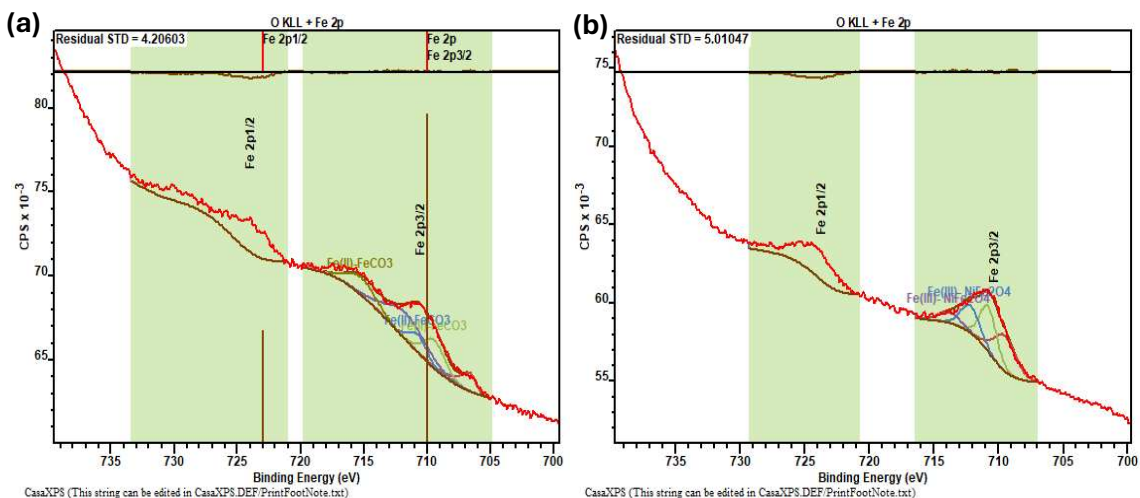 (a)
O KLL + Fe 2p
Residual STD = 4.20603
Fe 2p1/2
Fe 2p
Fe 2p3/2
Fe 2p1/2
Fe 2p3/2
Fe(II)-FeCO3
Fe(II)-FeCO3
FeCO3
CPS x 10⁻³
80
75
70
65
735 730 725 720 715 710 705 700
Binding Energy (eV)
CasaXPS (This string can be edited in CasaXPS.DEF/PrintFootNote.txt)
(b)
O KLL + Fe 2p
Residual STD = 5.01047
Fe 2p1/2
Fe 2p3/2
Fe(III)- NiFe2O4
Fe(III)- NiFe2O4
CPS x 10⁻³
75
70
65
60
55
735 730 725 720 715 710 705 700
Binding Energy (eV)
CasaXPS (This string can be edited in CasaXPS.DEF/PrintFootNote.txt)